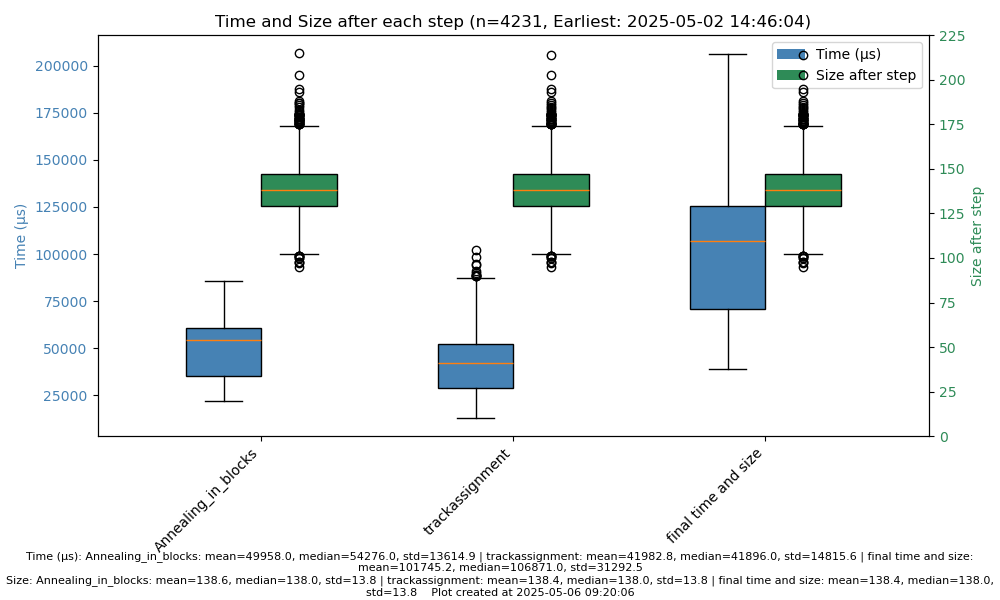 Time and Size after each step (n=4231, Earliest: 2025-05-02 14:46:04)
Time (µs)
Size after step
200000
175000
150000
125000
100000
75000
50000
25000
Time (µs)
225
200
175
150
125
100
75
50
25
0
Size after step
Annealing_in_blocks
trackassignment
final time and size
Time (µs): Annealing_in_blocks: mean=49958.0, median=54276.0, std=13614.9 | trackassignment: mean=41982.8, median=41896.0, std=14815.6 | final time and size:
mean=101745.2, median=106871.0, std=31292.5
Size: Annealing_in_blocks: mean=138.6, median=138.0, std=13.8 | trackassignment: mean=138.4, median=138.0, std=13.8 | final time and size: mean=138.4, median=138.0,
std=13.8    Plot created at 2025-05-06 09:20:06